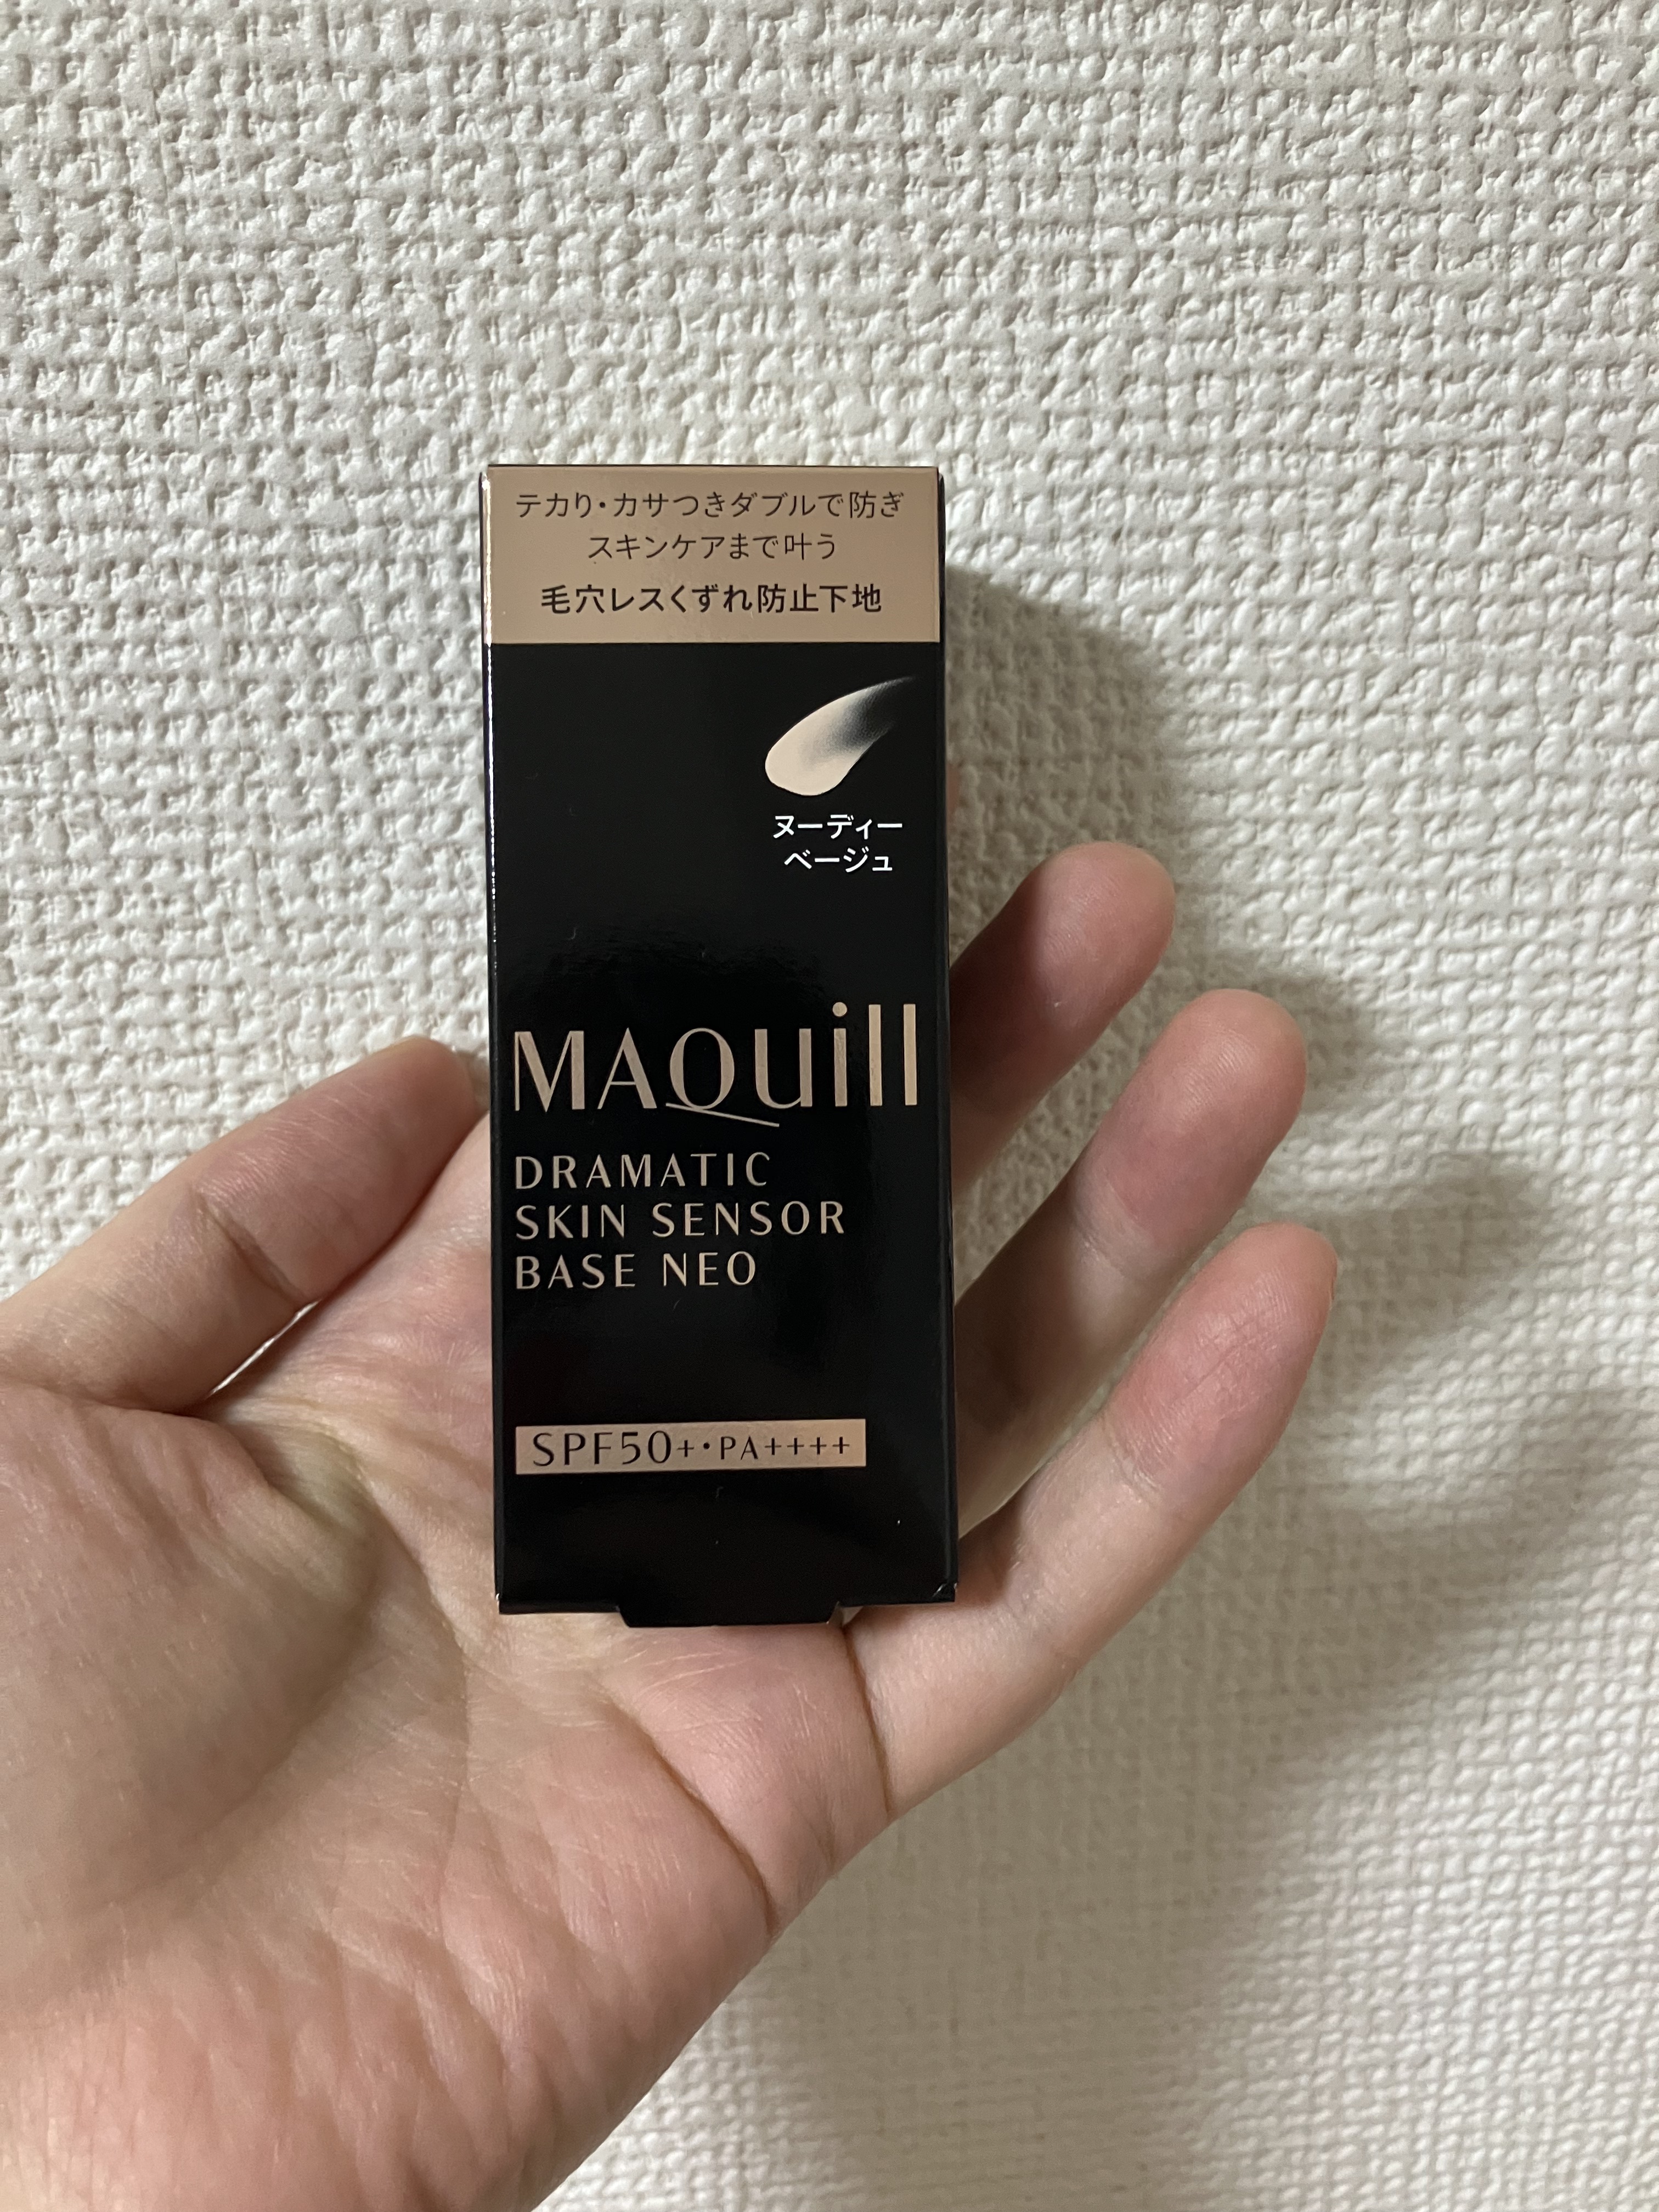 テカり・カサつきダブルで防ぎ
スキンケアまで叶う
毛穴レスくずれ防止下地
ヌーディー
ベージュ
MAQuill
DRAMATIC
SKIN SENSOR
BASE NEO
SPF50+・PA++++